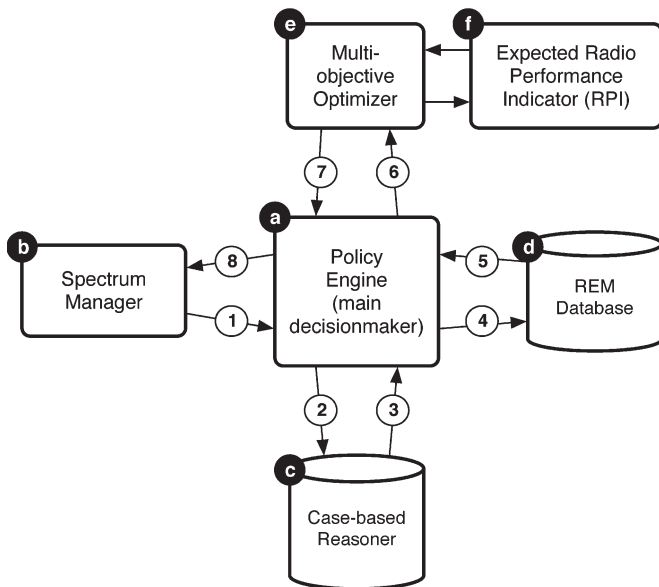 e
Multi-
objective
Optimizer
f
Expected Radio
Performance
Indicator (RPI)
7
6
a
Policy
Engine
(main
decisionmaker)
b
Spectrum
Manager
8
1
5
4
d
REM
Database
2
3
c
Case-based
Reasoner